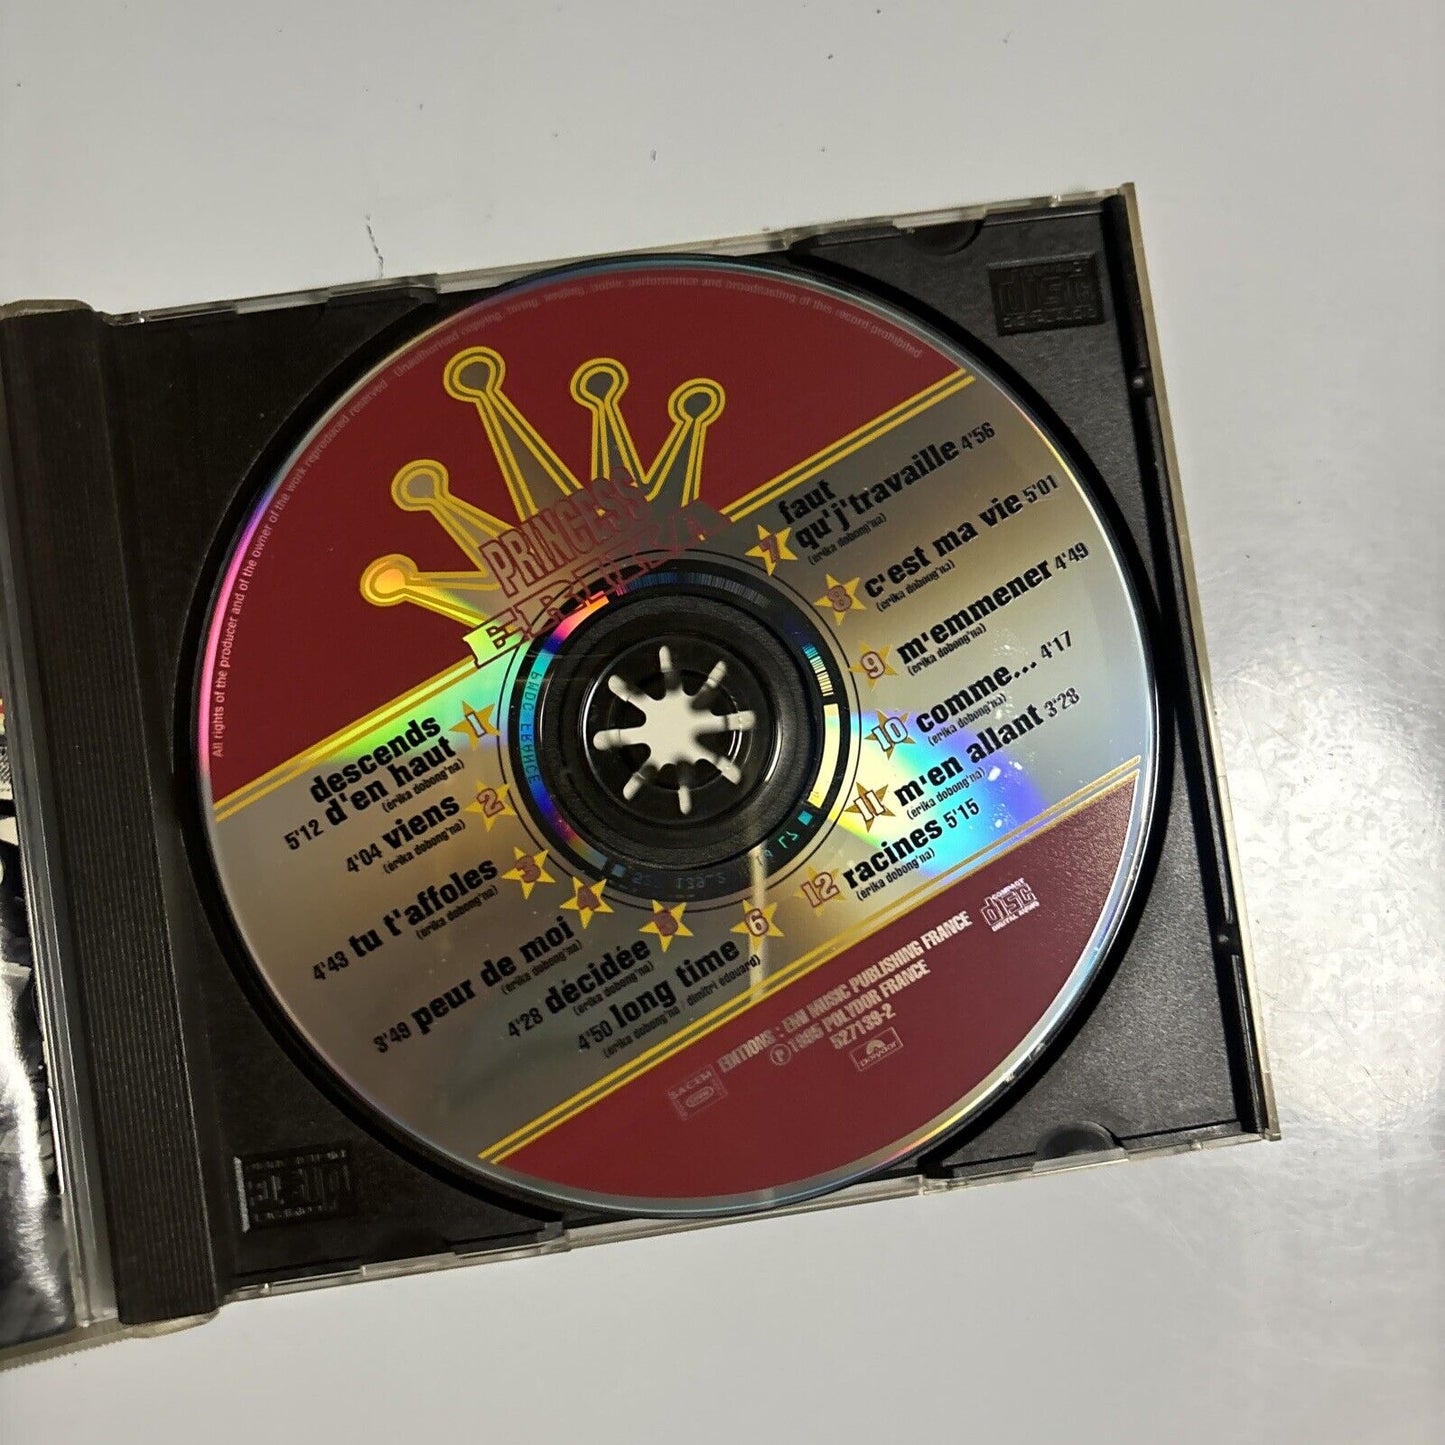 All rights of the producer and of the owner of the work reproduced reserved . Unauthorised copying, hiring, lending, public performance and broadcasting of this record prohibited
PRINCESS
ERIKA
descends
5'12 d'en haut 1
(érika dobong'na)
4'04 viens 2
(érika dobong'na)
4'43 tu t'affoles 3
(érika dobong'na)
3'49 peur de moi 4
(érika dobong'na)
4'28 décidée 5
(érika dobong'na)
4'50 long time 6
(érika dobong'na / dimitri edouard)
7 faut
qu'j'travaille 4'56
(érika dobong'na)
8 c'est ma vie 5'01
(érika dobong'na)
9 m'emmener 4'49
(érika dobong'na)
10 comme... 4'17
(érika dobong'na)
11 m'en allant 3'28
(érika dobong'na)
12 racines 5'15
(érika dobong'na)
COMPACT
disc
DIGITAL AUDIO
EDITIONS : EMI MUSIC PUBLISHING FRANCE
℗ 1995 POLYDOR FRANCE
527139-2
SACEM
polydor
PMDC FRANCE